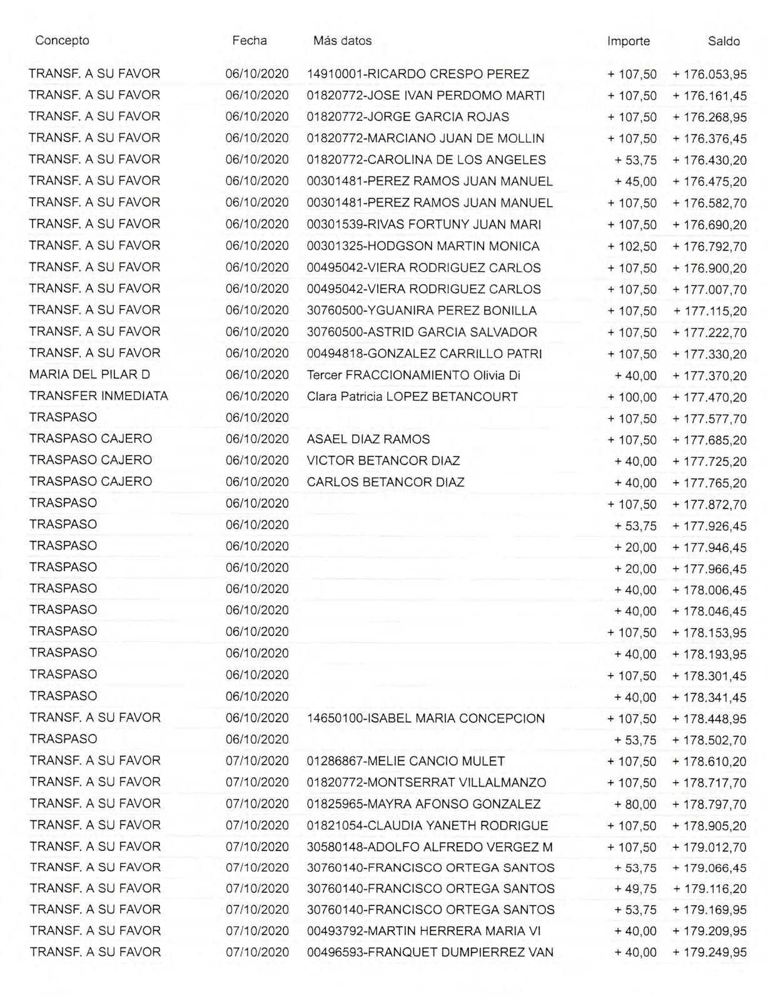 Concepto Fecha Más datos Importe Saldo
TRANSF. A SU FAVOR 06/10/2020 14910001-RICARDO CRESPO PEREZ + 107,50 + 176.053,95
TRANSF. A SU FAVOR 06/10/2020 01820772-JOSE IVAN PERDOMO MARTI + 107,50 + 176.161,45
TRANSF. A SU FAVOR 06/10/2020 01820772-JORGE GARCIA ROJAS + 107,50 + 176.268,95
TRANSF. A SU FAVOR 06/10/2020 01820772-MARCIANO JUAN DE MOLLIN + 107,50 + 176.376,45
TRANSF. A SU FAVOR 06/10/2020 01820772-CAROLINA DE LOS ANGELES + 53,75 + 176.430,20
TRANSF. A SU FAVOR 06/10/2020 00301481-PEREZ RAMOS JUAN MANUEL + 45,00 + 176.475,20
TRANSF. A SU FAVOR 06/10/2020 00301481-PEREZ RAMOS JUAN MANUEL + 107,50 + 176.582,70
TRANSF. A SU FAVOR 06/10/2020 00301539-RIVAS FORTUNY JUAN MARI + 107,50 + 176.690,20
TRANSF. A SU FAVOR 06/10/2020 00301325-HODGSON MARTIN MONICA + 102,50 + 176.792,70
TRANSF. A SU FAVOR 06/10/2020 00495042-VIERA RODRIGUEZ CARLOS + 107,50 + 176.900,20
TRANSF. A SU FAVOR 06/10/2020 00495042-VIERA RODRIGUEZ CARLOS + 107,50 + 177.007,70
TRANSF. A SU FAVOR 06/10/2020 30760500-YGUANIRA PEREZ BONILLA + 107,50 + 177.115,20
TRANSF. A SU FAVOR 06/10/2020 30760500-ASTRID GARCIA SALVADOR + 107,50 + 177.222,70
TRANSF. A SU FAVOR 06/10/2020 00494818-GONZALEZ CARRILLO PATRI + 107,50 + 177.330,20
MARIA DEL PILAR D 06/10/2020 Tercer FRACCIONAMIENTO Olivia Di + 40,00 + 177.370,20
TRANSFER INMEDIATA 06/10/2020 Clara Patricia LOPEZ BETANCOURT + 100,00 + 177.470,20
TRASPASO 06/10/2020 + 107,50 + 177.577,70
TRASPASO CAJERO 06/10/2020 ASAEL DIAZ RAMOS + 107,50 + 177.685,20
TRASPASO CAJERO 06/10/2020 VICTOR BETANCOR DIAZ + 40,00 + 177.725,20
TRASPASO CAJERO 06/10/2020 CARLOS BETANCOR DIAZ + 40,00 + 177.765,20
TRASPASO 06/10/2020 + 107,50 + 177.872,70
TRASPASO 06/10/2020 + 53,75 + 177.926,45
TRASPASO 06/10/2020 + 20,00 + 177.946,45
TRASPASO 06/10/2020 + 20,00 + 177.966,45
TRASPASO 06/10/2020 + 40,00 + 178.006,45
TRASPASO 06/10/2020 + 40,00 + 178.046,45
TRASPASO 06/10/2020 + 107,50 + 178.153,95
TRASPASO 06/10/2020 + 40,00 + 178.193,95
TRASPASO 06/10/2020 + 107,50 + 178.301,45
TRASPASO 06/10/2020 + 40,00 + 178.341,45
TRANSF. A SU FAVOR 06/10/2020 14650100-ISABEL MARIA CONCEPCION + 107,50 + 178.448,95
TRASPASO 06/10/2020 + 53,75 + 178.502,70
TRANSF. A SU FAVOR 07/10/2020 01286867-MELIE CANCIO MULET + 107,50 + 178.610,20
TRANSF. A SU FAVOR 07/10/2020 01820772-MONTSERRAT VILLALMANZO + 107,50 + 178.717,70
TRANSF. A SU FAVOR 07/10/2020 01825965-MAYRA AFONSO GONZALEZ + 80,00 + 178.797,70
TRANSF. A SU FAVOR 07/10/2020 01821054-CLAUDIA YANETH RODRIGUE + 107,50 + 178.905,20
TRANSF. A SU FAVOR 07/10/2020 30580148-ADOLFO ALFREDO VERGEZ M + 107,50 + 179.012,70
TRANSF. A SU FAVOR 07/10/2020 30760140-FRANCISCO ORTEGA SANTOS + 53,75 + 179.066,45
TRANSF. A SU FAVOR 07/10/2020 30760140-FRANCISCO ORTEGA SANTOS + 49,75 + 179.116,20
TRANSF. A SU FAVOR 07/10/2020 30760140-FRANCISCO ORTEGA SANTOS + 53,75 + 179.169,95
TRANSF. A SU FAVOR 07/10/2020 00493792-MARTIN HERRERA MARIA VI + 40,00 + 179.209,95
TRANSF. A SU FAVOR 07/10/2020 00496593-FRANQUET DUMPIERREZ VAN + 40,00 + 179.249,95